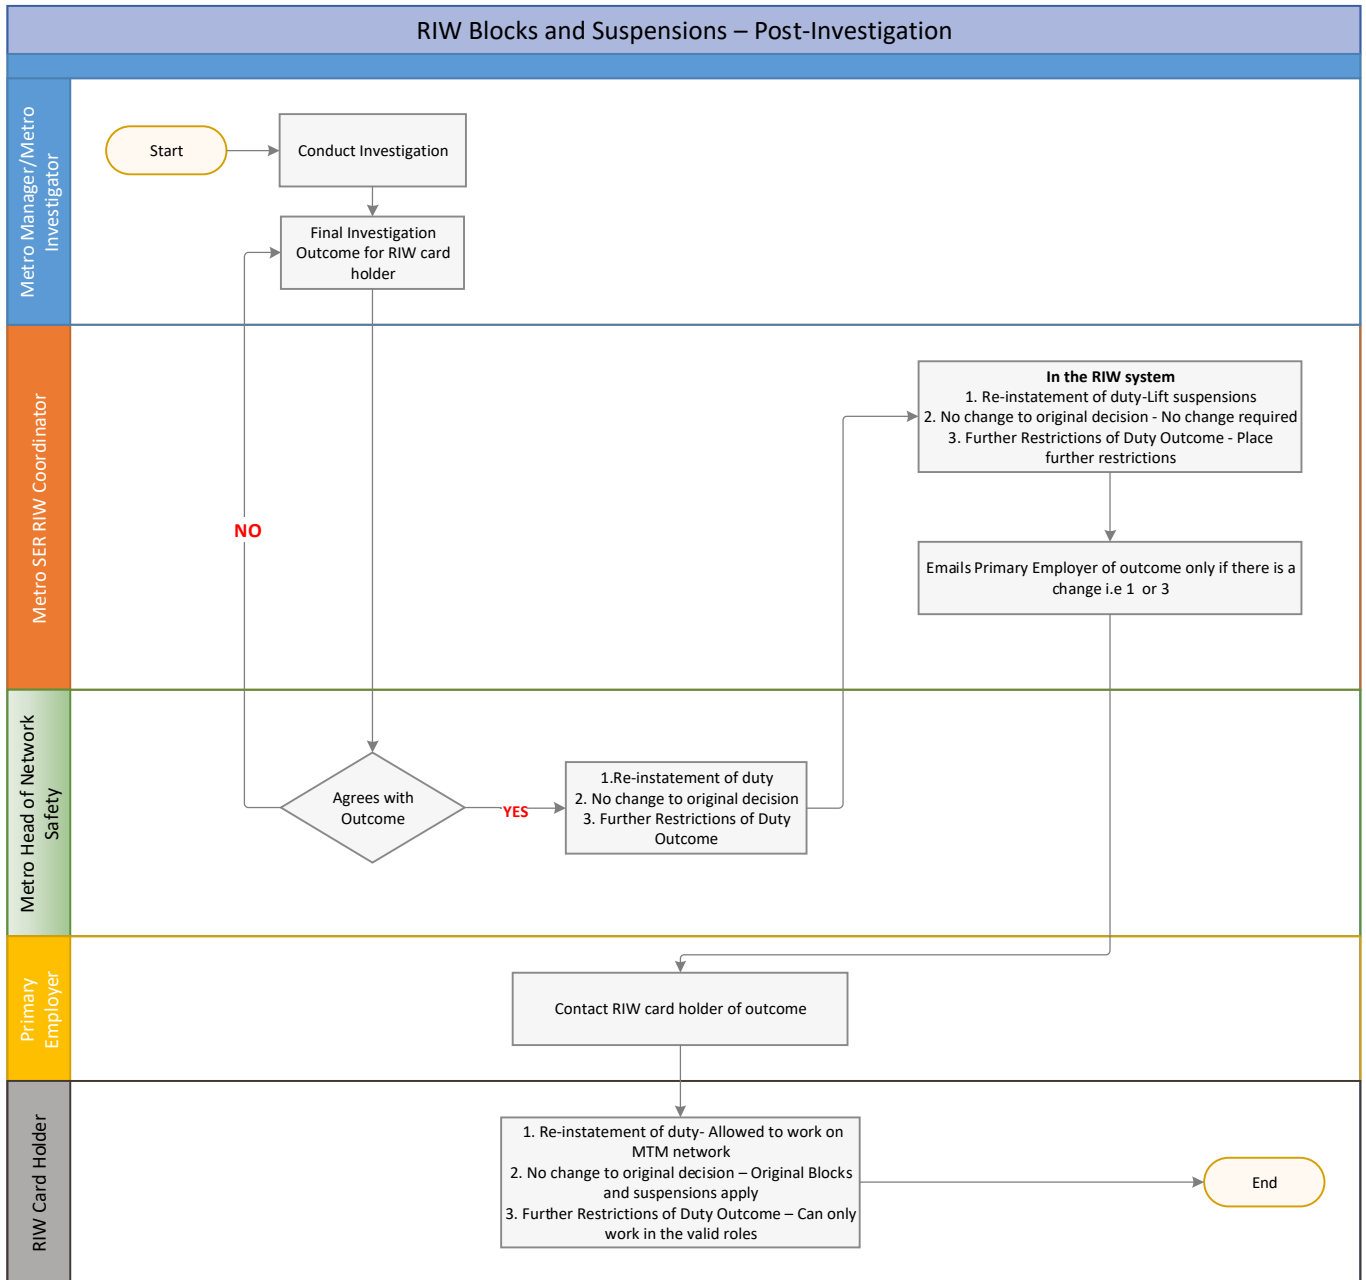 RIW Blocks and Suspensions – Post-Investigation
Metro Manager/Metro
Investigator
Start
Conduct Investigation
Final Investigation
Outcome for RIW card
holder
Metro SER RIW Coordinator
In the RIW system
1. Re-instatement of duty-Lift suspensions
2. No change to original decision - No change required
3. Further Restrictions of Duty Outcome - Place
further restrictions
NO
Emails Primary Employer of outcome only if there is a
change i.e 1 or 3
Metro Head of Network
Safety
Agrees with
Outcome
YES
1.Re-instatement of duty
2. No change to original decision
3. Further Restrictions of Duty
Outcome
Primary
Employer
Contact RIW card holder of outcome
RIW Card Holder
1. Re-instatement of duty- Allowed to work on
MTM network
2. No change to original decision – Original Blocks
and suspensions apply
3. Further Restrictions of Duty Outcome – Can only
work in the valid roles
End